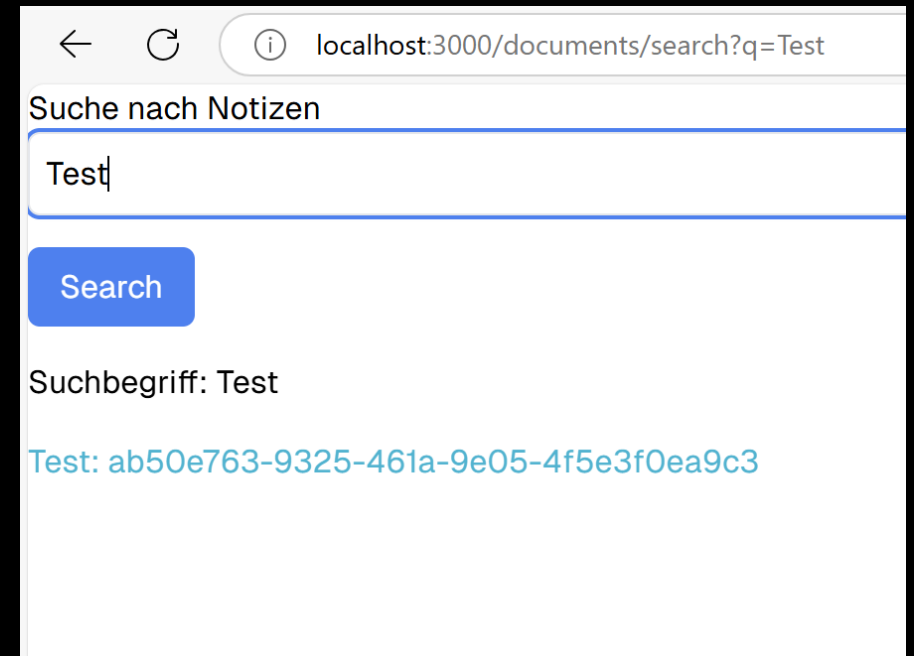 localhost:3000/documents/search?q=Test
Suche nach Notizen
Test
Search
Suchbegriff: Test
Test: ab50e763-9325-461a-9e05-4f5e3f0ea9c3